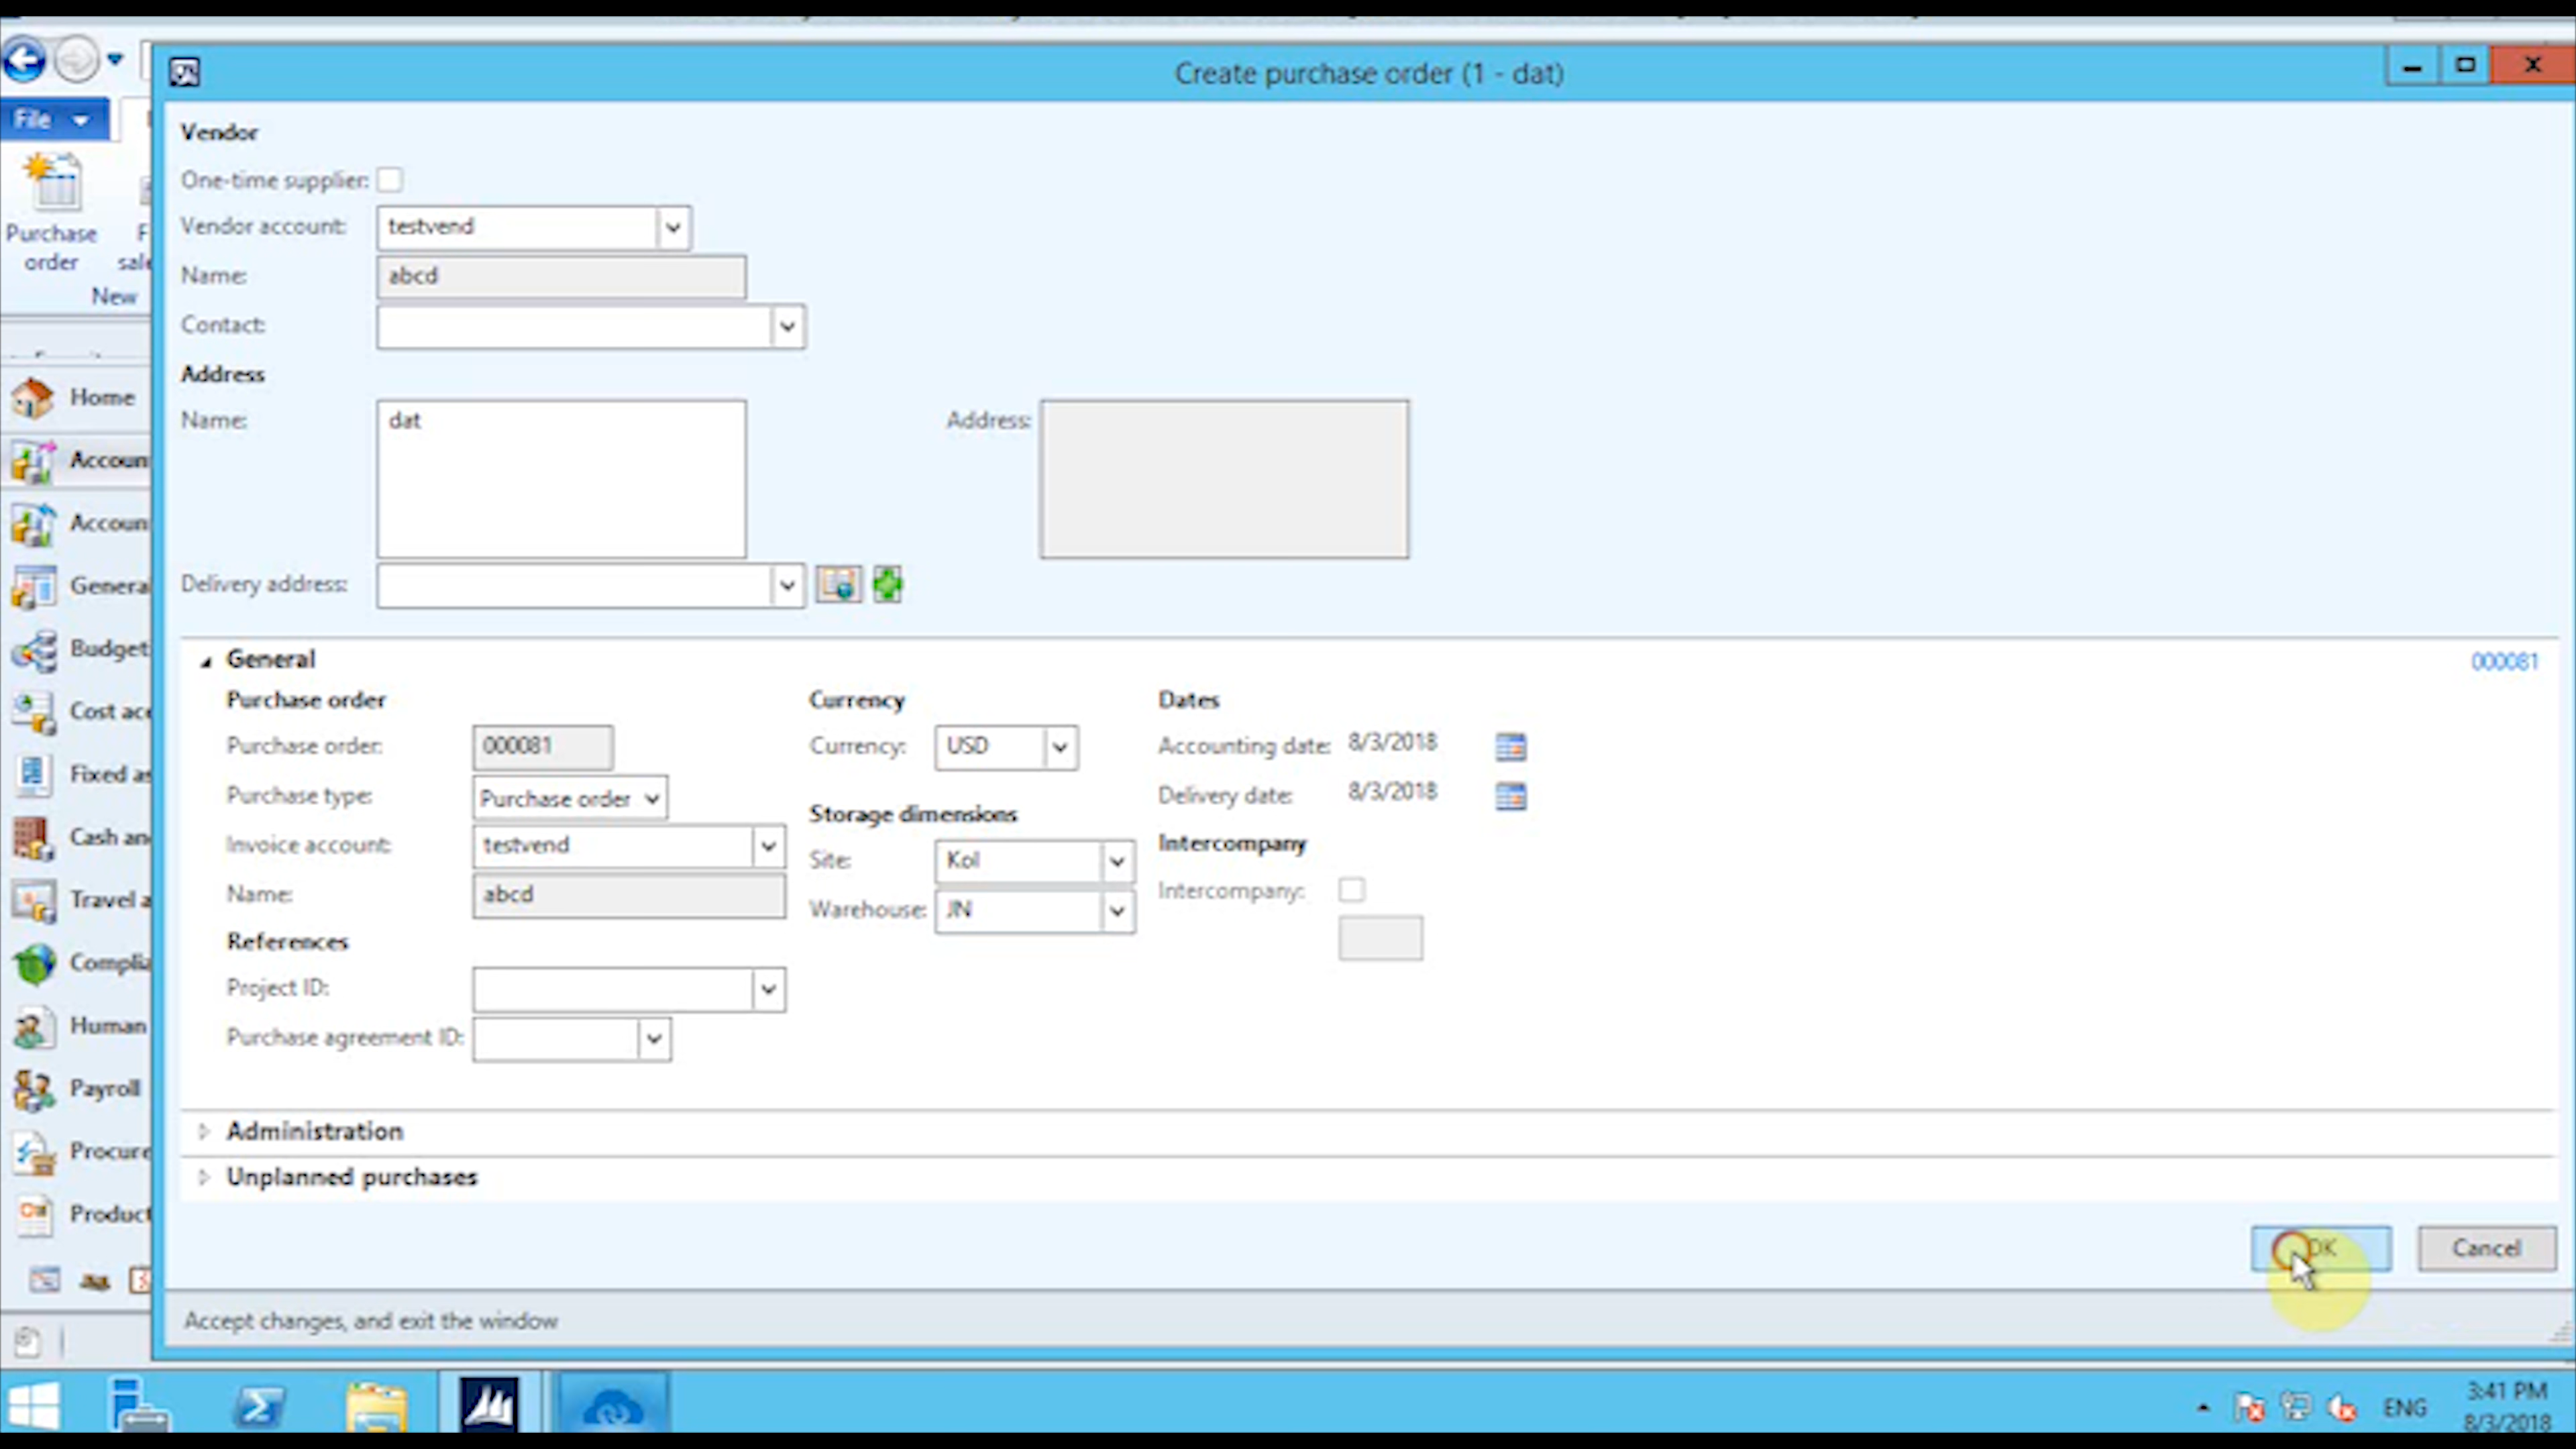 Create purchase order (1 - dat)
File
Purchase
order
New
Home
Payroll
Vendor
One-time supplier:
Vendor account: testvend
Name: abcd
Contact:
Address
Name: dat
Address:
Delivery address:
General 000081
Purchase order
Purchase order: 000081
Purchase type: Purchase order
Invoice account: testvend
Name: abcd
References
Project ID:
Purchase agreement ID:
Currency
Currency: USD
Storage dimensions
Site: Kol
Warehouse: JN
Dates
Accounting date: 8/3/2018
Delivery date: 8/3/2018
Intercompany
Intercompany:
Administration
Unplanned purchases
OK Cancel
Accept changes, and exit the window
ENG
3:41 PM
8/3/2018